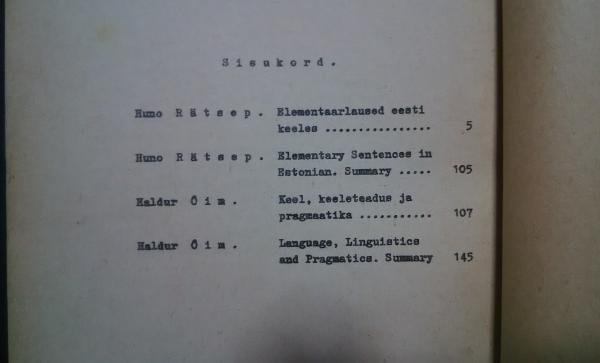 Sisukord.
Huno Rätsep. Elementaarlaused eesti
keeles ................ 5
Huno Rätsep. Elementary Sentences in
Estonian. Summary ..... 105
Haldur Õim. Keel, keeleteadus ja
pragmaatika ........... 107
Haldur Õim. Language, Linguistics
and Pragmatics. Summary 145